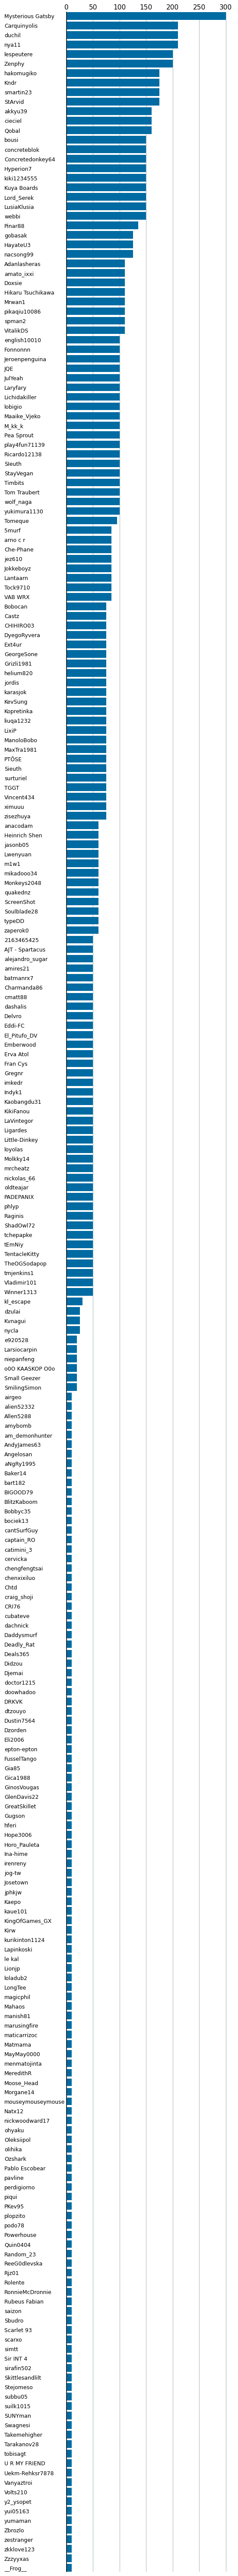 0 50 100 150 200 250 300
Mysterious Gatsby
Carquinyolis
duchil
nya11
lespeutere
Zenphy
hakomugiko
Kndr
smartin23
StArvid
akkyu39
cieciel
Qobal
bousi
concreteblok
Concretedonkey64
Hyperion7
kiki1234555
Kuya Boards
Lord_Serek
LusiaKlusia
webbi
Pinar88
gobasak
HayateU3
nacsong99
Adanlasheras
amato_ixxi
Doxsie
Hikaru Tsuchikawa
Mrwan1
pikaqiu10086
spman2
VitalikDS
english10010
Fonnonnn
Jeroenpenguina
JQE
JulYeah
Laryfary
Lichidakiller
lobigio
Maaike_Vjeko
M_kk_k
Pea Sprout
play4fun71139
Ricardo12138
Sleuth
StayVegan
Timbits
Tom Traubert
wolf_naga
yukimura1130
Tomeque
5murf
arno c r
Che-Phane
jez610
Jokkeboyz
Lantaarn
Tock9710
VAB WRX
Bobocan
Castz
CHIHIRO03
DyegoRyvera
Ext4ur
GeorgeSone
Grizli1981
helium820
jordis
karasjok
KevSung
Kopretinka
liuqa1232
LixiP
ManoloBobo
MaxTra1981
PTÖSE
Sieuth
surturiel
TGGT
Vincent434
ximuuu
zisezhuya
anacodam
Heinrich Shen
jasonb05
Lwenyuan
m1w1
mikadooo34
Monkeys2048
quakednz
ScreenShot
Soulblade28
typeDD
zaperok0
2163465425
AJT - Spartacus
alejandro_sugar
amires21
batmanrx7
Charmanda86
cmatt88
dashalis
Delvro
Eddi-FC
El_Pitufo_DV
Emberwood
Erva Atol
Fran Cys
Gregnr
imkedr
Indyk1
Kaobangdu31
KikiFanou
LaVintegor
Ligardes
Little-Dinkey
loyolas
Molkky14
mrcheatz
nickolas_66
oldteajar
PADEPANIX
phlyp
Raginis
ShadOwl72
tchepapke
tEmNiy
TentacleKitty
TheOGSodapop
tmjenkins1
Vladimir101
Winner1313
kl_escape
dzulai
Kvnagui
nycla
e920528
Larsiocarpin
niepanfeng
o0O KAASKOP O0o
Small Geezer
SmilingSimon
airgeo
alien52332
Allen5288
amybomb
am_demonhunter
AndyJames63
Angelosan
aNgRy1995
Baker14
bart182
BIGOOD79
BlitzKaboom
Bobbyc35
bociek13
cantSurfGuy
captain_RO
catimini_3
cervicka
chengfengtsai
chenxixiluo
Chtd
craig_shoji
CRI76
cubateve
dachnick
Daddysmurf
Deadly_Rat
Deals365
Didzou
Djemai
doctor1215
doowhadoo
DRKVK
dtzouyo
Dustin7564
Dzorden
Eli2006
epton-epton
FusselTango
Gia85
Gica1988
GinosVougas
GlenDavis22
GreatSkillet
Gugson
hferi
Hope3006
Horo_Pauleta
Ina-hime
Irenreny
jog-tw
Josetown
jphkjw
Kaepo
kaue101
KingOfGames_GX
Kirw
kurikinton1124
Lapinkoski
le kal
Lionjp
loladub2
LongTee
magicphil
Mahaos
manish81
marusingfire
maticarrizoc
Matmama
MayMay0000
menmatojinta
MeredithR
Moose_Head
Morgane14
mouseymouseymouse
Natx12
nickwoodward17
ohyaku
Oleksiipol
olihika
Ozshark
Pablo Escobear
pavline
perdigiorno
piqui
PKev95
plopzito
podo78
Powerhouse
Quin0404
Random_23
ReeG0dlevska
Rjz01
Rolente
RonnieMcDronnie
Rubeus Fabian
saizon
Sbudro
Scarlet 93
scarxo
simtt
Sir INT 4
sirafin502
Skittlesandlilt
Stejomeso
subbu05
suilk1015
SUNYman
Swagnesi
Takemehigher
Tarakanov28
tobisagt
U R MY FRIEND
Uekm-Rehksr7878
Vanyaztroi
Volts210
y2_ysopet
yui05163
yumaman
Zbrozlo
zestranger
zkklove123
Zzzyyxas
__Frog__